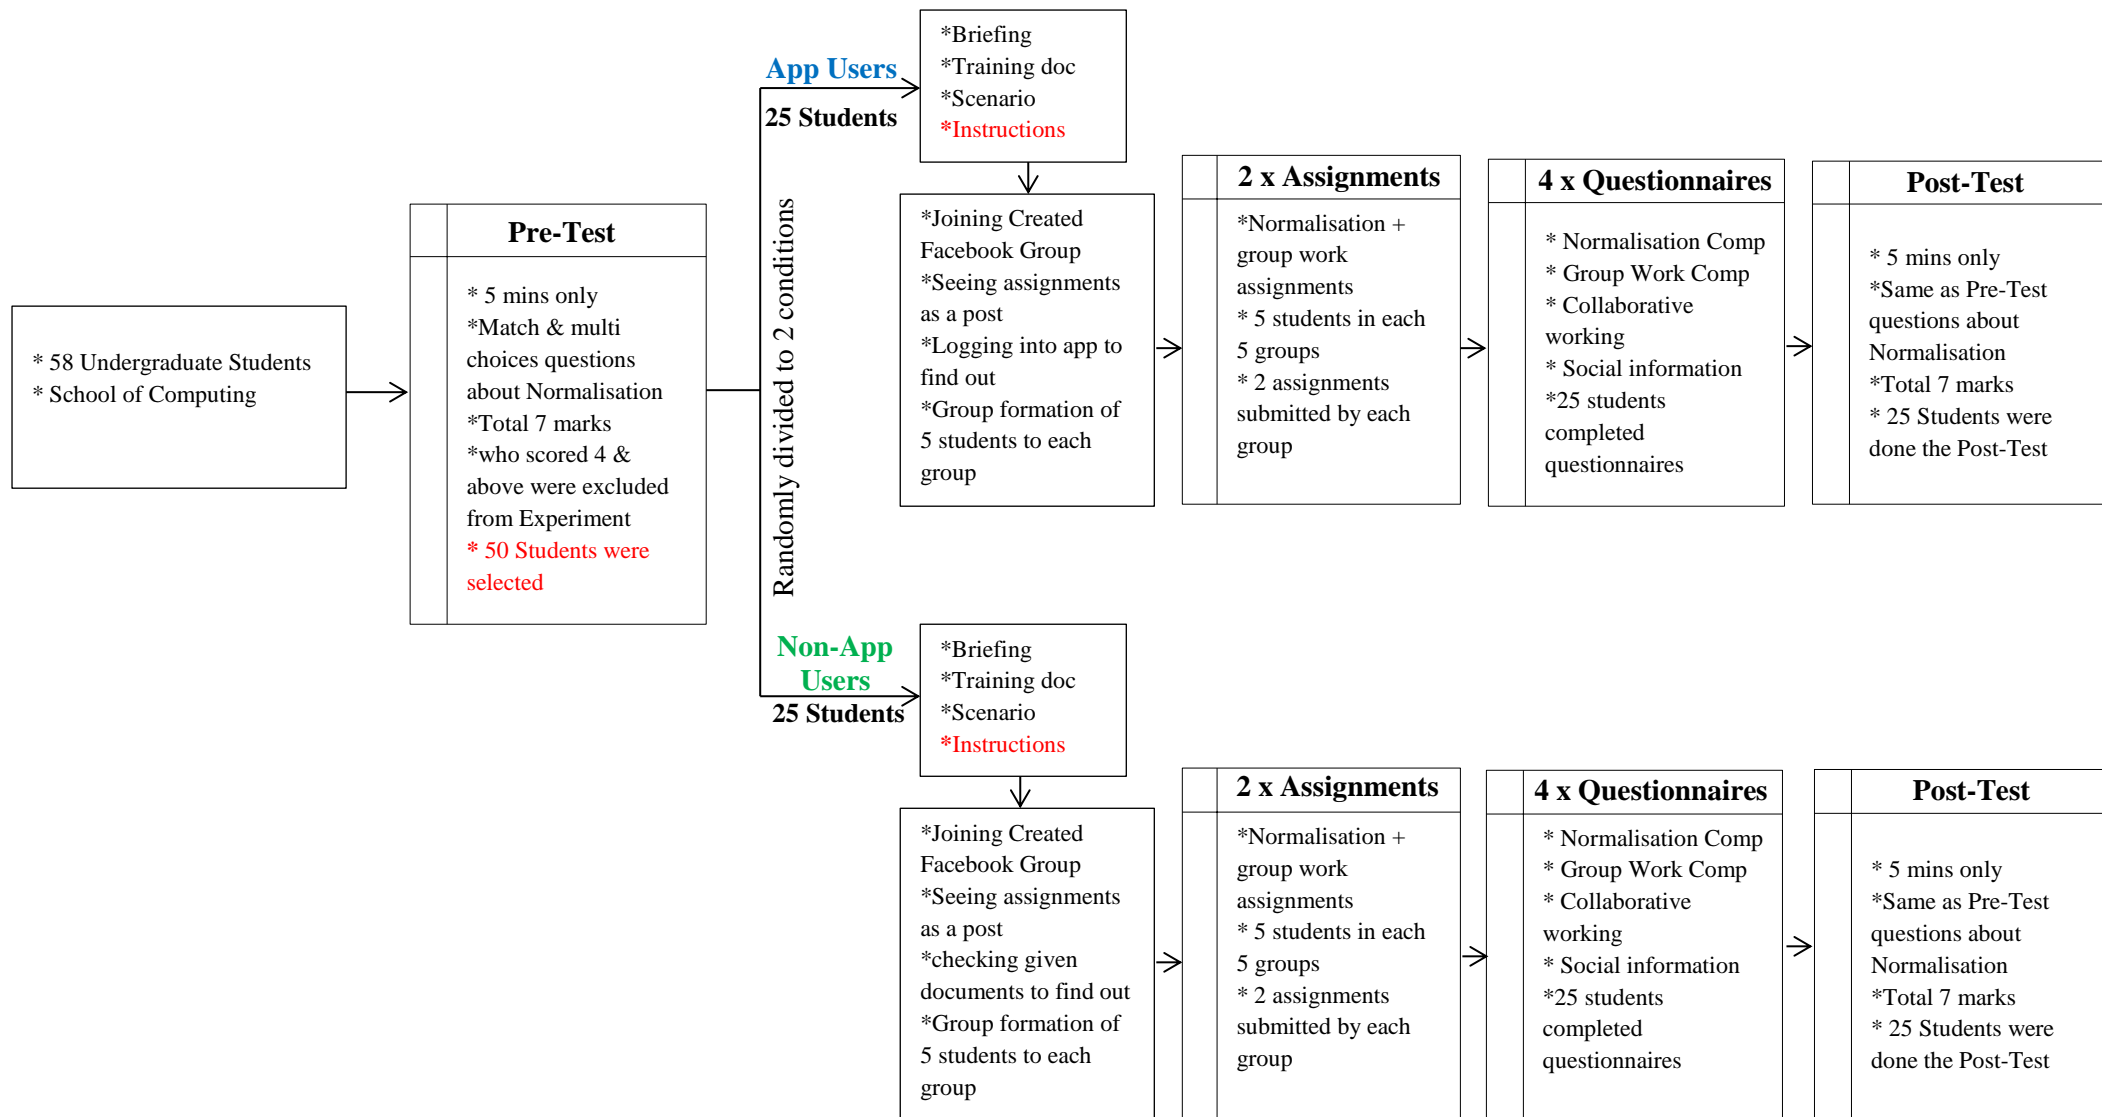 * 58 Undergraduate Students
* School of Computing
Pre-Test
* 5 mins only
*Match & multi
choices questions
about Normalisation
*Total 7 marks
*who scored 4 &
above were excluded
from Experiment
* 50 Students were
selected
Randomly divided to 2 conditions
App Users
25 Students
*Briefing
*Training doc
*Scenario
*Instructions
*Joining Created
Facebook Group
*Seeing assignments
as a post
*Logging into app to
find out
*Group formation of
5 students to each
group
2 x Assignments
*Normalisation +
group work
assignments
* 5 students in each
5 groups
* 2 assignments
submitted by each
group
4 x Questionnaires
* Normalisation Comp
* Group Work Comp
* Collaborative
working
* Social information
*25 students
completed
questionnaires
Post-Test
* 5 mins only
*Same as Pre-Test
questions about
Normalisation
*Total 7 marks
* 25 Students were
done the Post-Test
Non-App
Users
25 Students
*Briefing
*Training doc
*Scenario
*Instructions
*Joining Created
Facebook Group
*Seeing assignments
as a post
*checking given
documents to find out
*Group formation of
5 students to each
group
2 x Assignments
*Normalisation +
group work
assignments
* 5 students in each
5 groups
* 2 assignments
submitted by each
group
4 x Questionnaires
* Normalisation Comp
* Group Work Comp
* Collaborative
working
* Social information
*25 students
completed
questionnaires
Post-Test
* 5 mins only
*Same as Pre-Test
questions about
Normalisation
*Total 7 marks
* 25 Students were
done the Post-Test